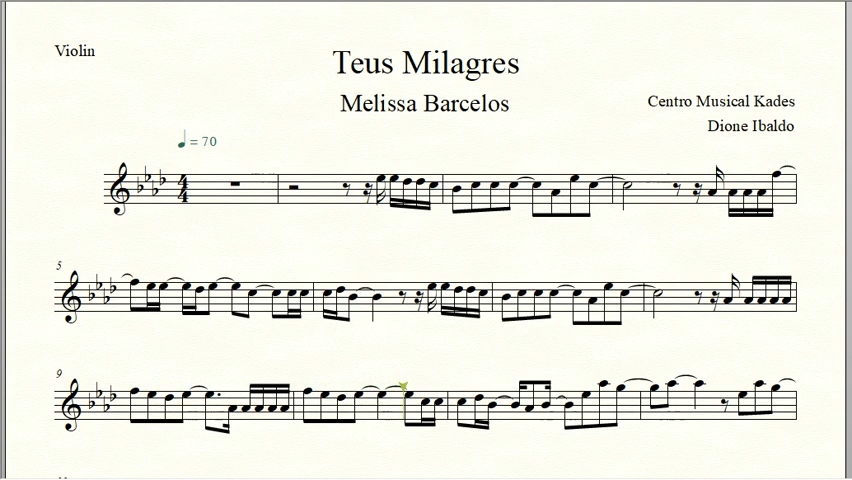 Violin
Teus Milagres
Melissa Barcelos
Centro Musical Kades
Dione Ibaldo
= 70
4
4
5
9